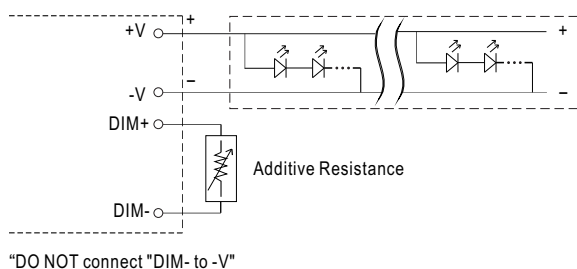 +V
+
+
-V
−
−
DIM+
Additive Resistance
DIM-
“DO NOT connect "DIM- to -V"